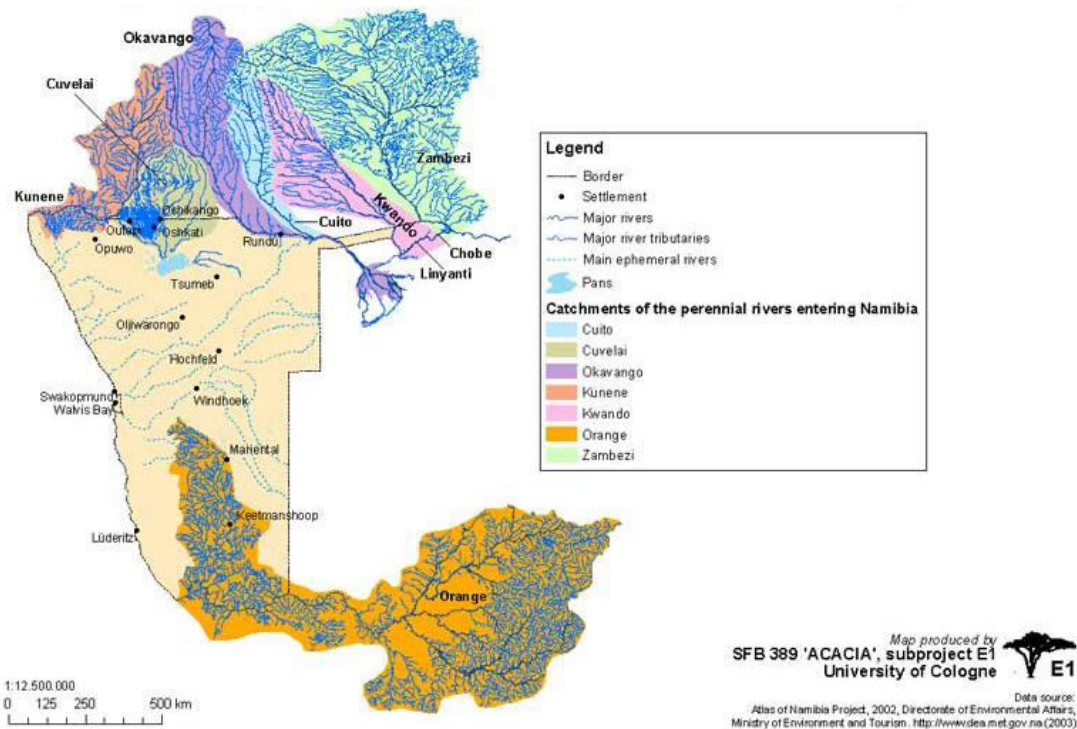 Okavango
Cuvelai
Zambezi
Kunene
Kwando
Oshikango
Outapi
Oshkati
Cuito
Opuwo
Rundu
Chobe
Linyanti
Tsumeb
Otjiwarongo
Hochfeld
Swakopmund
Windhoek
Walvis Bay
Mariental
Keetmanshoop
Lüderitz
Orange
Legend
Border
Settlement
Major rivers
Major river tributaries
Main ephemeral rivers
Pans
Catchments of the perennial rivers entering Namibia
Cuito
Cuvelai
Okavango
Kunene
Kwando
Orange
Zambezi
1:12.500.000
0 125 250 500 km
Map produced by
SFB 389 'ACACIA', subproject E1
University of Cologne
E1
Data source:
Atlas of Namibia Project, 2002, Directorate of Environmental Affairs,
Ministry of Environment and Tourism. http://www.dea.met.gov.na (2003)